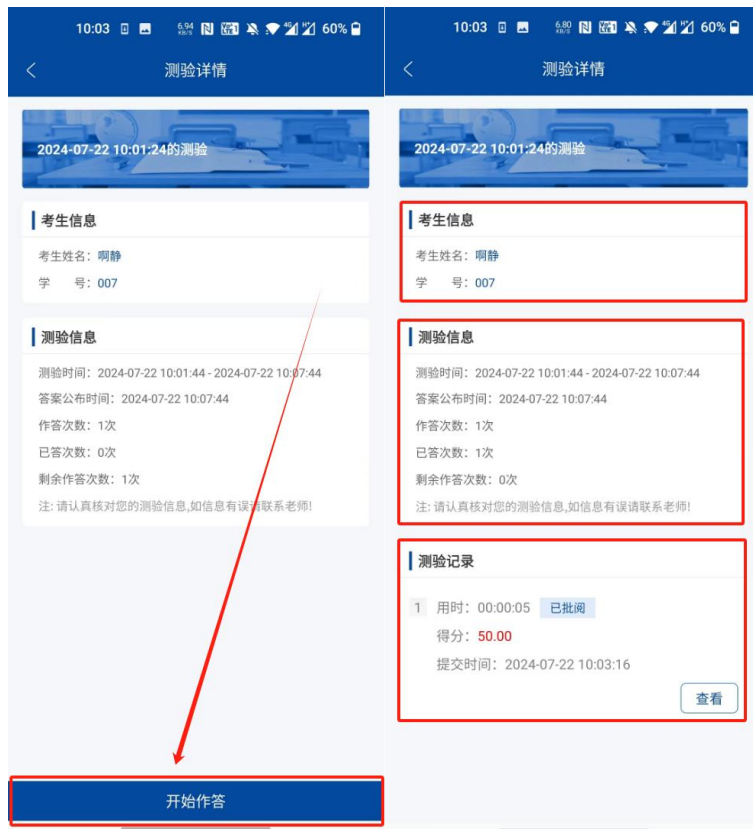 10:03 6.94 KB/S 4G 60%
测验详情
2024-07-22 10:01:24的测验
考生信息
考生姓名：啊静
学 号：007
测验信息
测验时间：2024-07-22 10:01:44 - 2024-07-22 10:07:44
答案公布时间：2024-07-22 10:07:44
作答次数：1次
已答次数：0次
剩余作答次数：1次
注: 请认真核对您的测验信息,如信息有误请联系老师!
开始作答
10:03 6.80 KB/S 4G 60%
测验详情
2024-07-22 10:01:24的测验
考生信息
考生姓名：啊静
学 号：007
测验信息
测验时间：2024-07-22 10:01:44 - 2024-07-22 10:07:44
答案公布时间：2024-07-22 10:07:44
作答次数：1次
已答次数：1次
剩余作答次数：0次
注: 请认真核对您的测验信息,如信息有误请联系老师!
测验记录
1 用时：00:00:05 已批阅
得分：50.00
提交时间：2024-07-22 10:03:16
查看